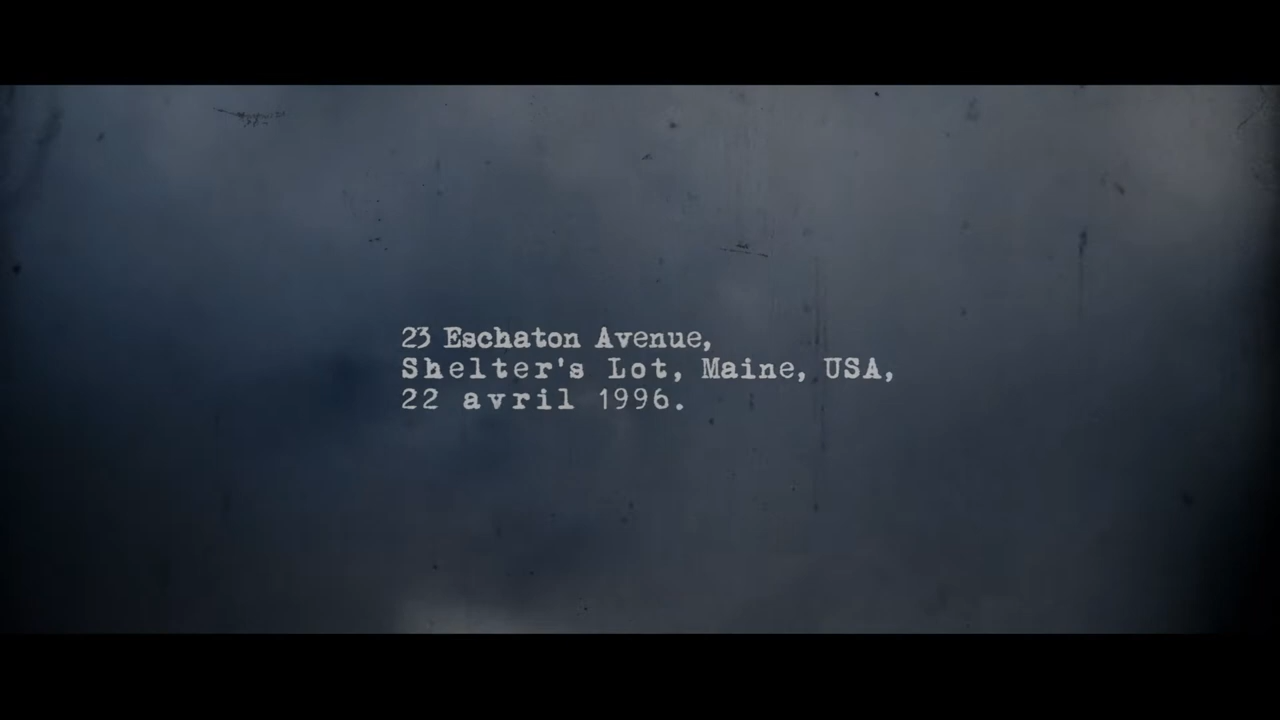 23 Eschaton Avenue,
Shelter's Lot, Maine, USA,
22 avril 1996.